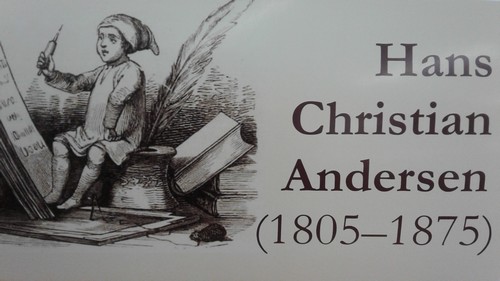 Hans
Christian
Andersen
(1805–1875)